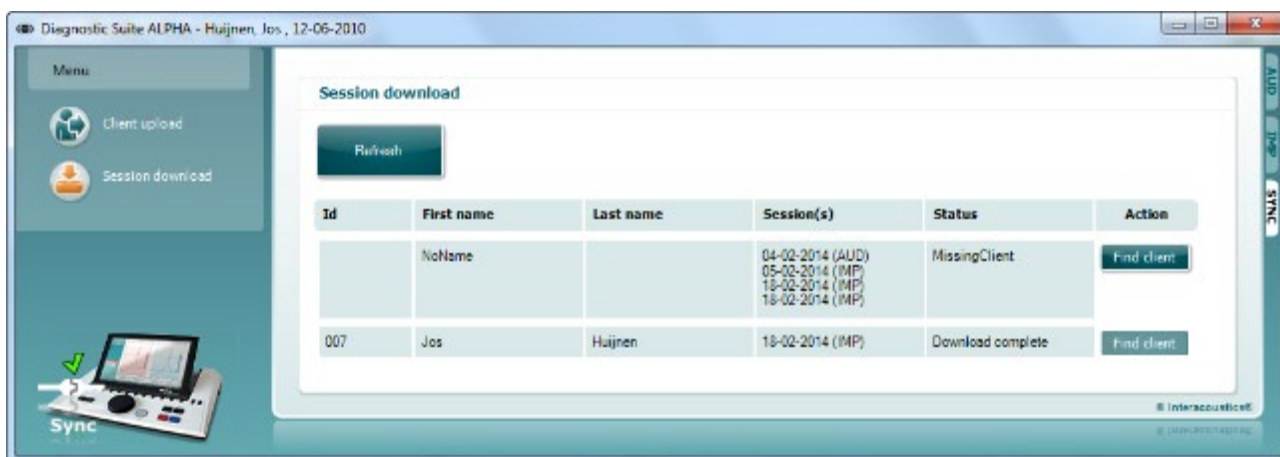 Diagnostic Suite ALPHA - Huijnen, Jos , 12-06-2010
Menu
Client upload
Session download
Sync
Session download
Refresh
Id First name Last name Session(s) Status Action
NoName 04-02-2014 (AUD) MissingClient Find client
05-02-2014 (IMP)
18-02-2014 (IMP)
18-02-2014 (IMP)
007 Jos Huijnen 18-02-2014 (IMP) Download complete Find client
© Interacoustics®
AUD
IMP
SYNC